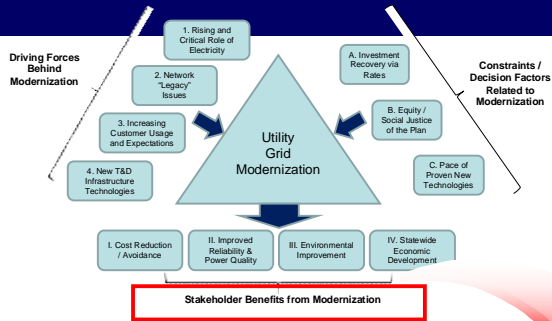 Driving Forces
Behind
Modernization
1. Rising and
Critical Role of
Electricity
2. Network
“Legacy”
Issues
3. Increasing
Customer Usage
and Expectations
4. New T&D
Infrastructure
Technologies
Utility
Grid
Modernization
A. Investment
Recovery via
Rates
B. Equity /
Social Justice
of the Plan
C. Pace of
Proven New
Technologies
Constraints /
Decision Factors
Related to
Modernization
I. Cost Reduction
/ Avoidance
II. Improved
Reliability &
Power Quality
III. Environmental
Improvement
IV. Statewide
Economic
Development
Stakeholder Benefits from Modernization